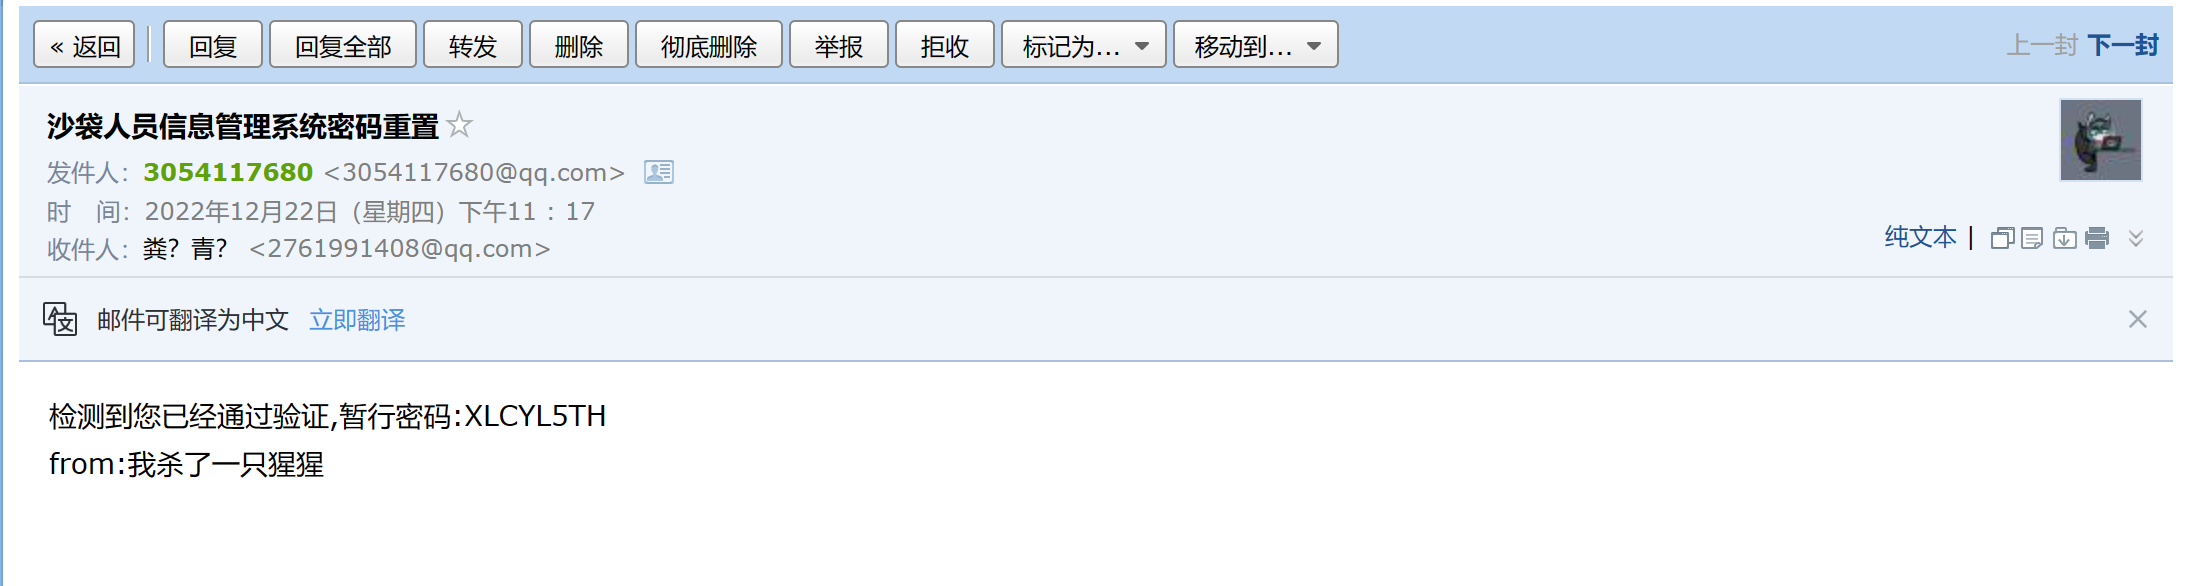 « 返回 回复 回复全部 转发 删除 彻底删除 举报 拒收 标记为... 移动到... 上一封 下一封
沙袋人员信息管理系统密码重置
发件人：3054117680 <3054117680@qq.com>
时　间：2022年12月22日（星期四）下午11：17
收件人：粪？青？ <2761991408@qq.com>
纯文本 |
邮件可翻译为中文 立即翻译
检测到您已经通过验证,暂行密码:XLCYL5TH
from:我杀了一只猩猩